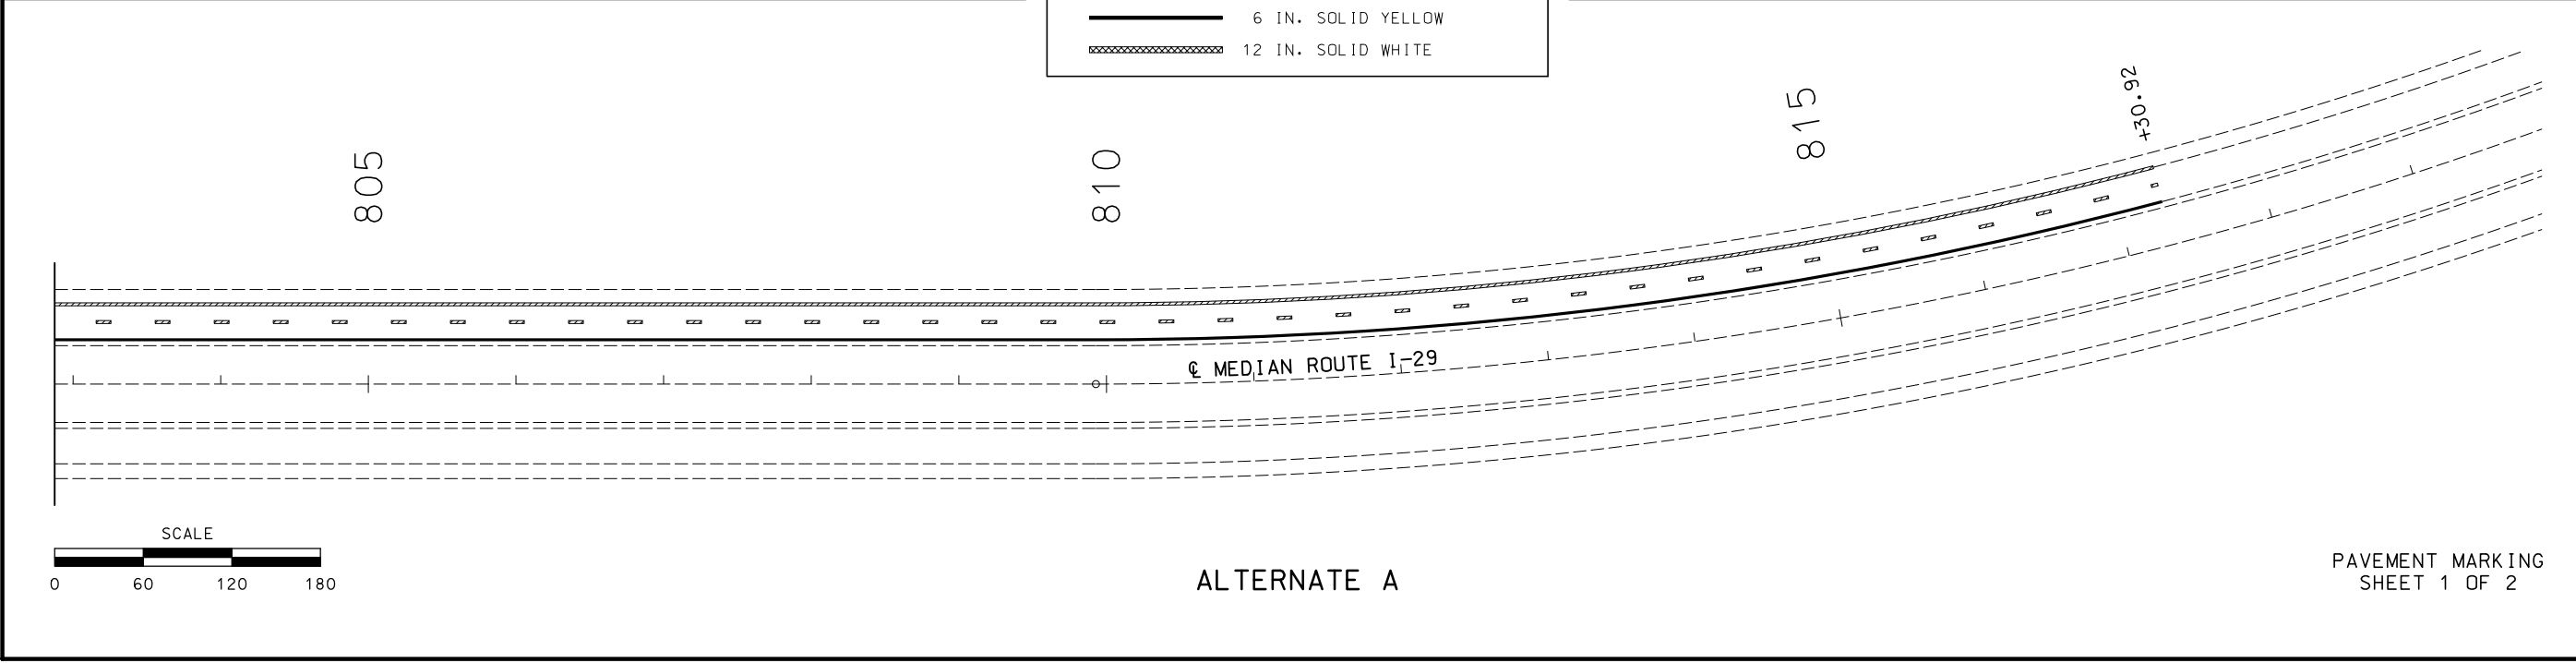 6 IN. SOLID YELLOW
12 IN. SOLID WHITE
+30.92
815
805
810
℄ MEDIAN ROUTE I-29
SCALE
0 60 120 180
ALTERNATE A
PAVEMENT MARKING
SHEET 1 OF 2